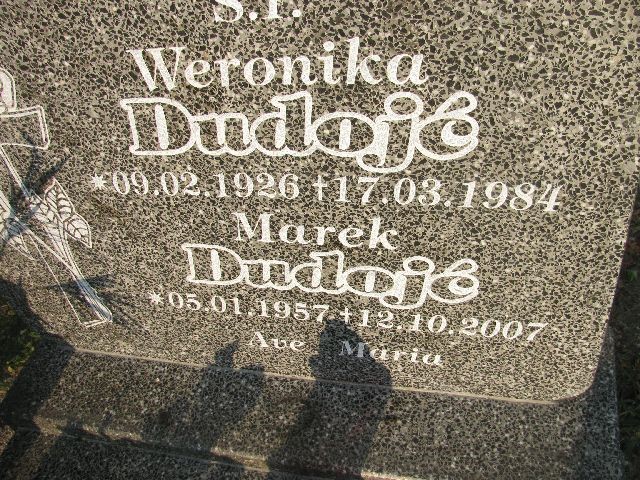 Ś.P.
Weronika
Dudojć
*09.02.1926 †17.03.1984
Marek
Dudojć
*05.01.1957 †12.10.2007
Ave Maria